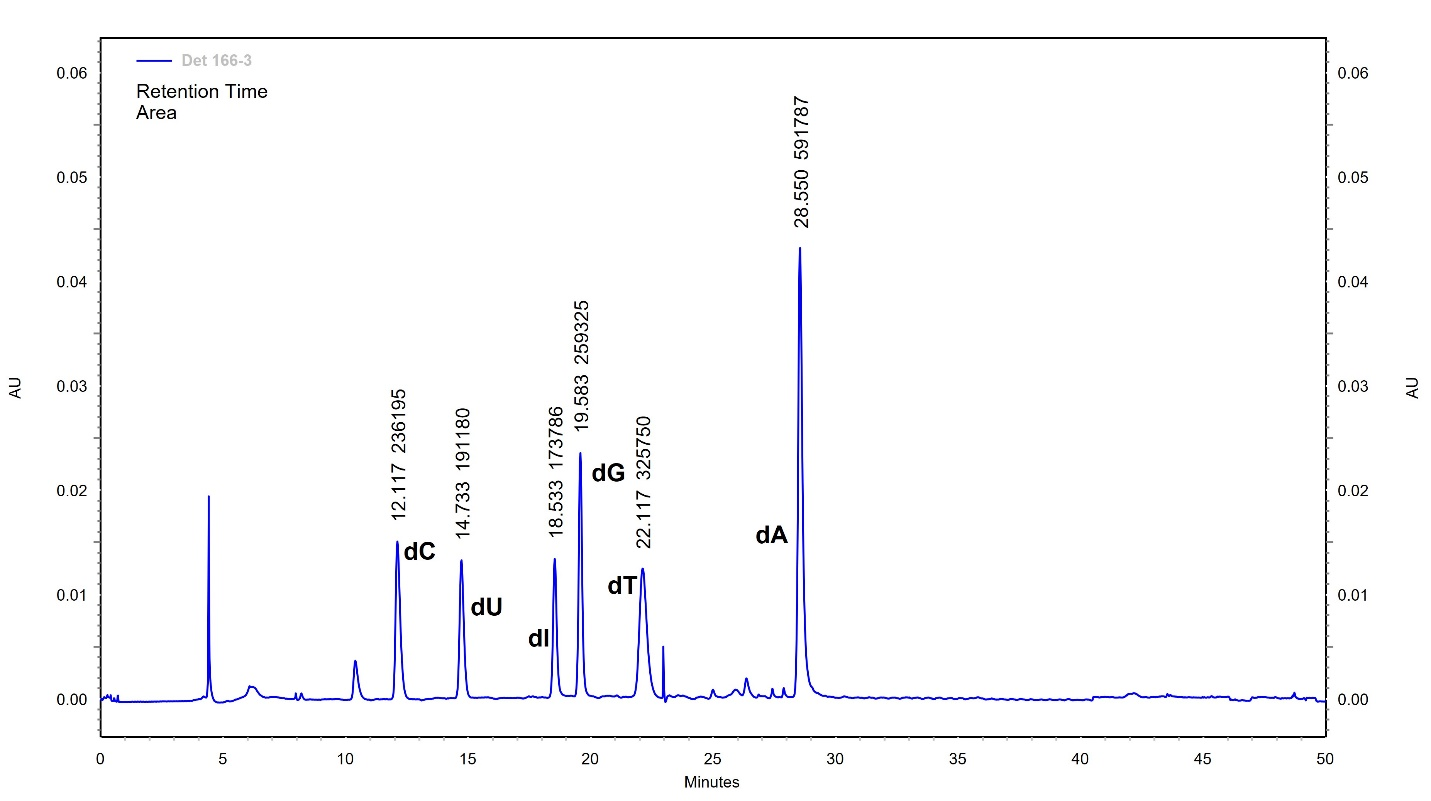 Det 166-3
Retention Time
Area
0.06
0.05
0.04
0.03
0.02
0.01
0.00
AU
12.117 236195
dC
14.733 191180
dU
18.533 173786
dI
19.583 259325
dG
22.117 325750
dT
28.550 591787
dA
0.06
0.05
0.04
0.03
0.02
0.01
0.00
AU
0 5 10 15 20 25 30 35 40 45 50
Minutes